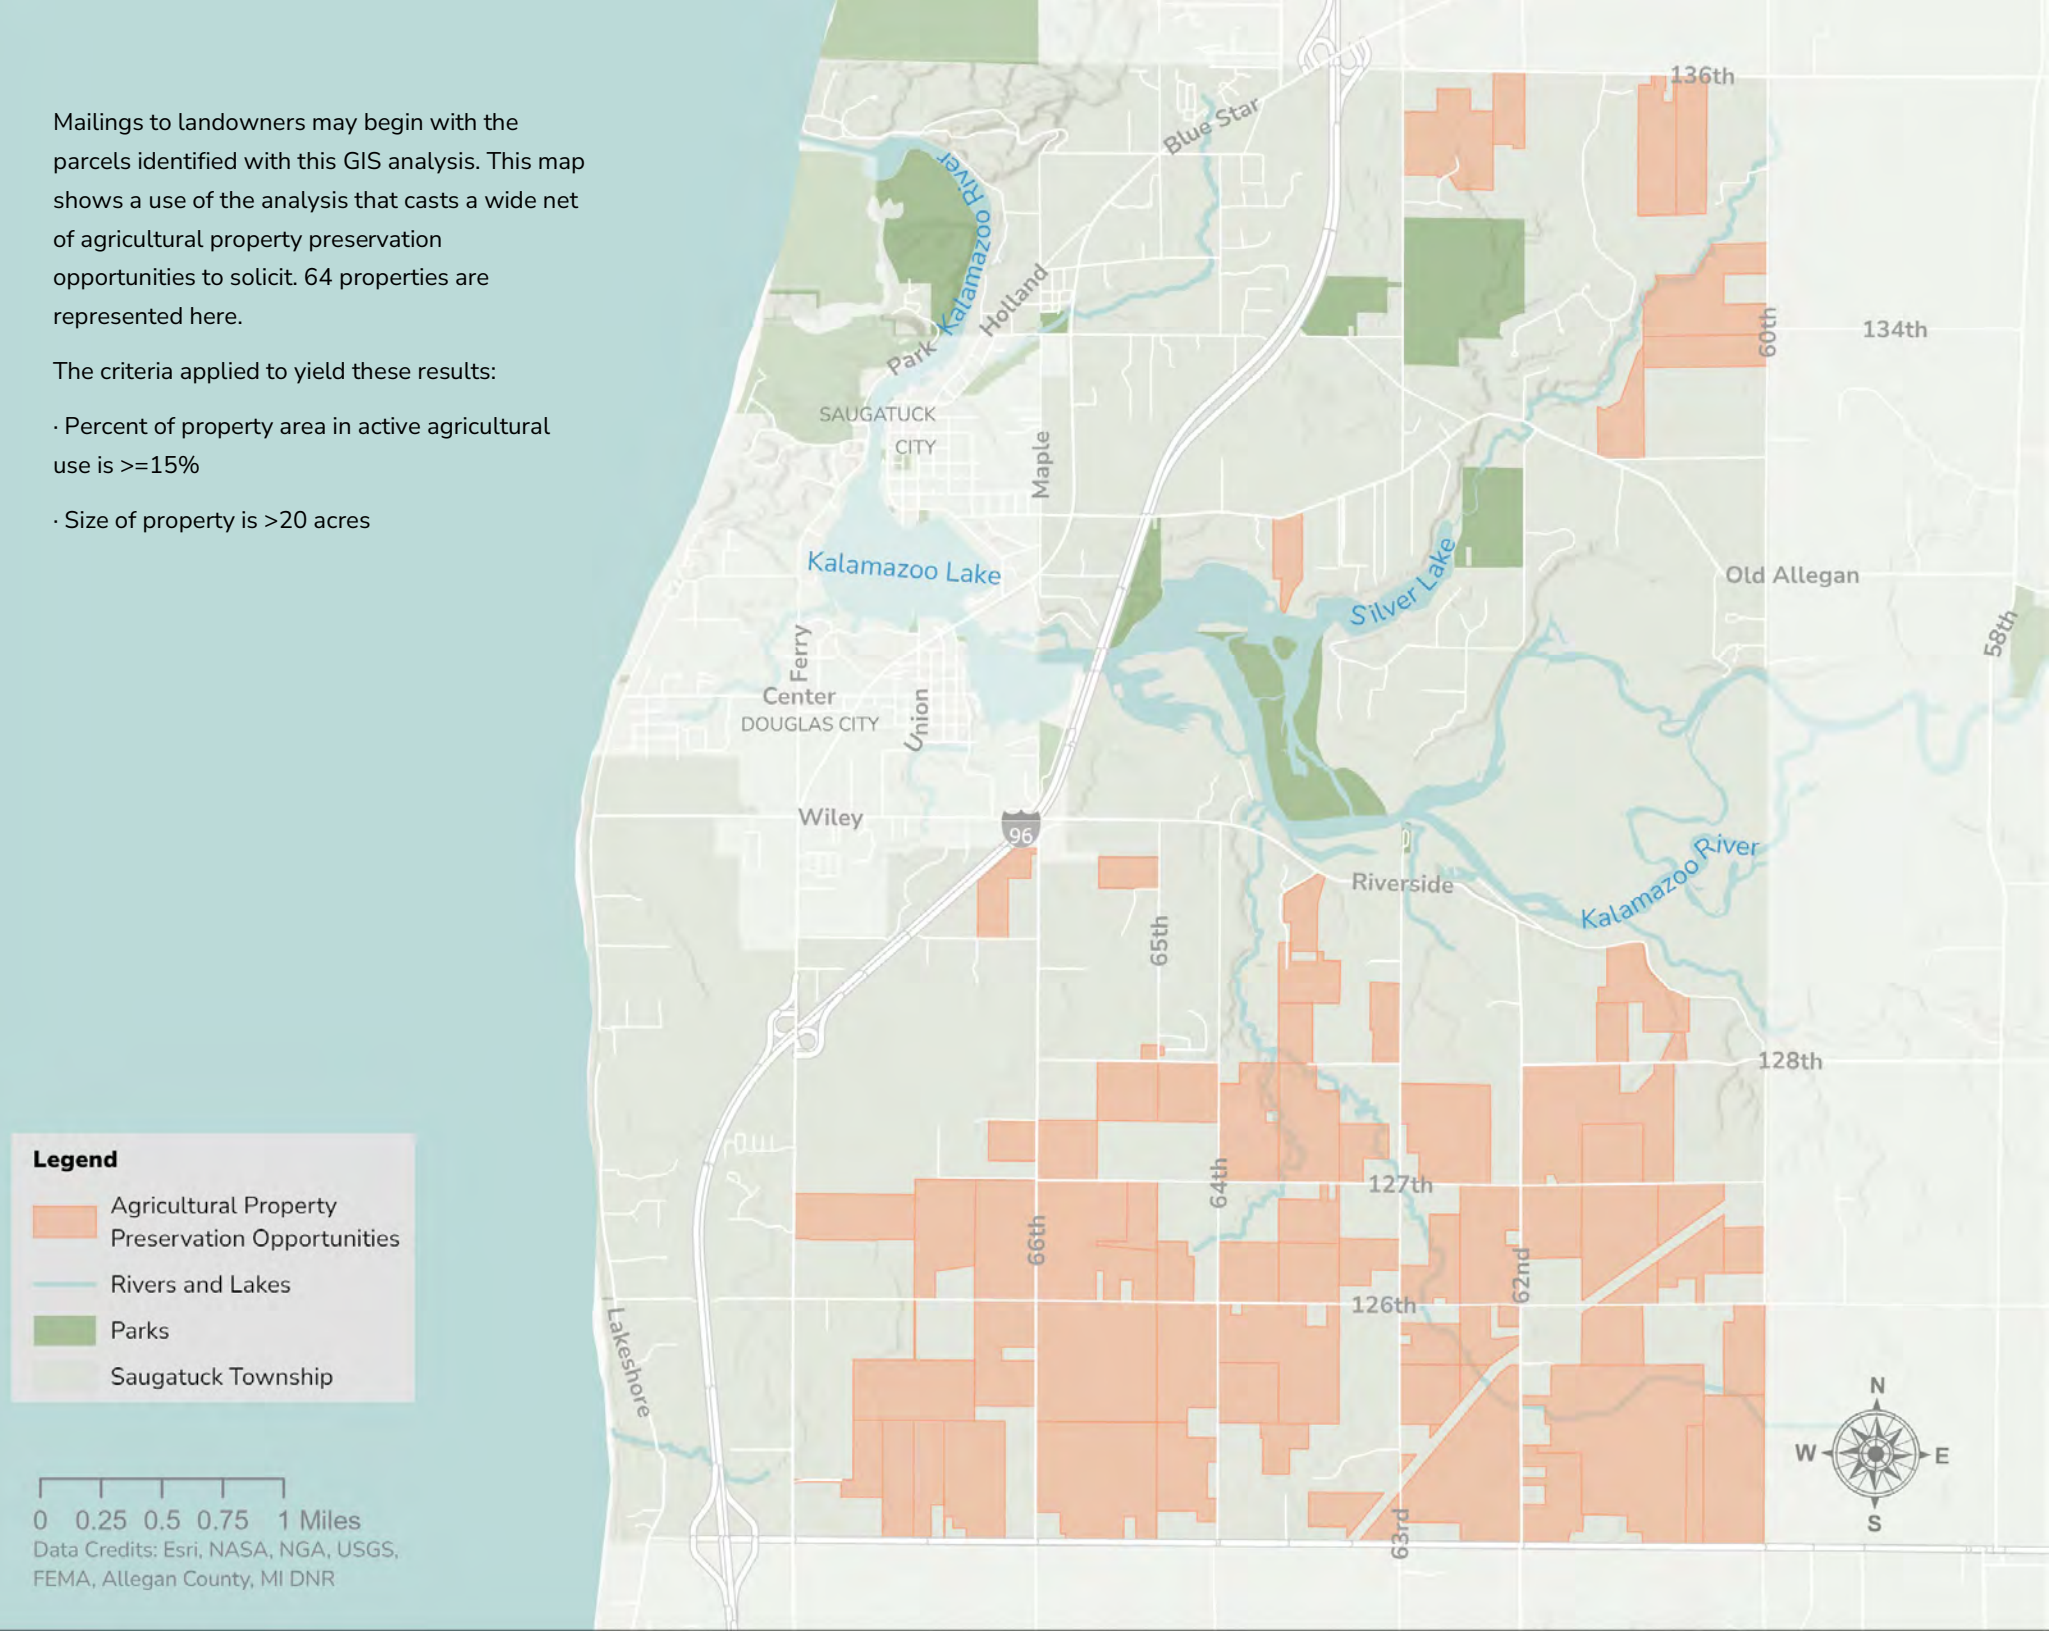 Mailings to landowners may begin with the
parcels identified with this GIS analysis. This map
shows a use of the analysis that casts a wide net
of agricultural property preservation
opportunities to solicit. 64 properties are
represented here.
The criteria applied to yield these results:
· Percent of property area in active agricultural
use is >=15%
· Size of property is >20 acres
136th
Blue Star
Kalamazoo River
Holland
Park
60th
134th
SAUGATUCK
CITY
Maple
Kalamazoo Lake
Silver Lake
Old Allegan
58th
Ferry
Center
Union
DOUGLAS CITY
Wiley
96
Riverside
Kalamazoo River
65th
128th
64th
127th
66th
62nd
126th
Lakeshore
63rd
Legend
Agricultural Property
Preservation Opportunities
Rivers and Lakes
Parks
Saugatuck Township
N
W
E
S
0 0.25 0.5 0.75 1 Miles
Data Credits: Esri, NASA, NGA, USGS,
FEMA, Allegan County, MI DNR